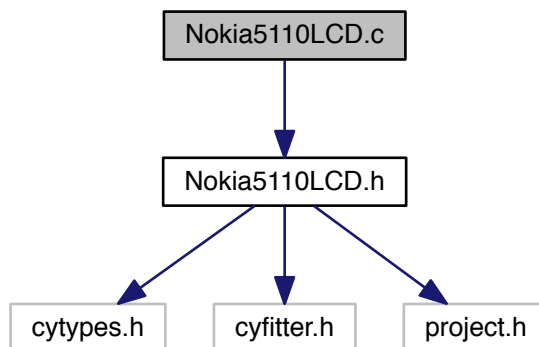 Nokia5110LCD.c
Nokia5110LCD.h
cytypes.h
cyfitter.h
project.h